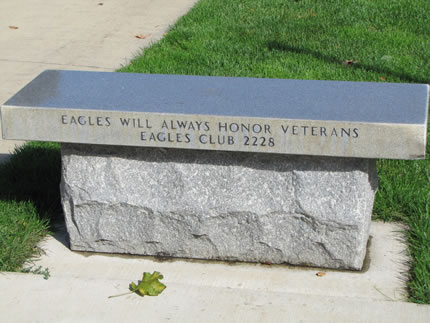 EAGLES WILL ALWAYS HONOR VETERANS
EAGLES CLUB 2228